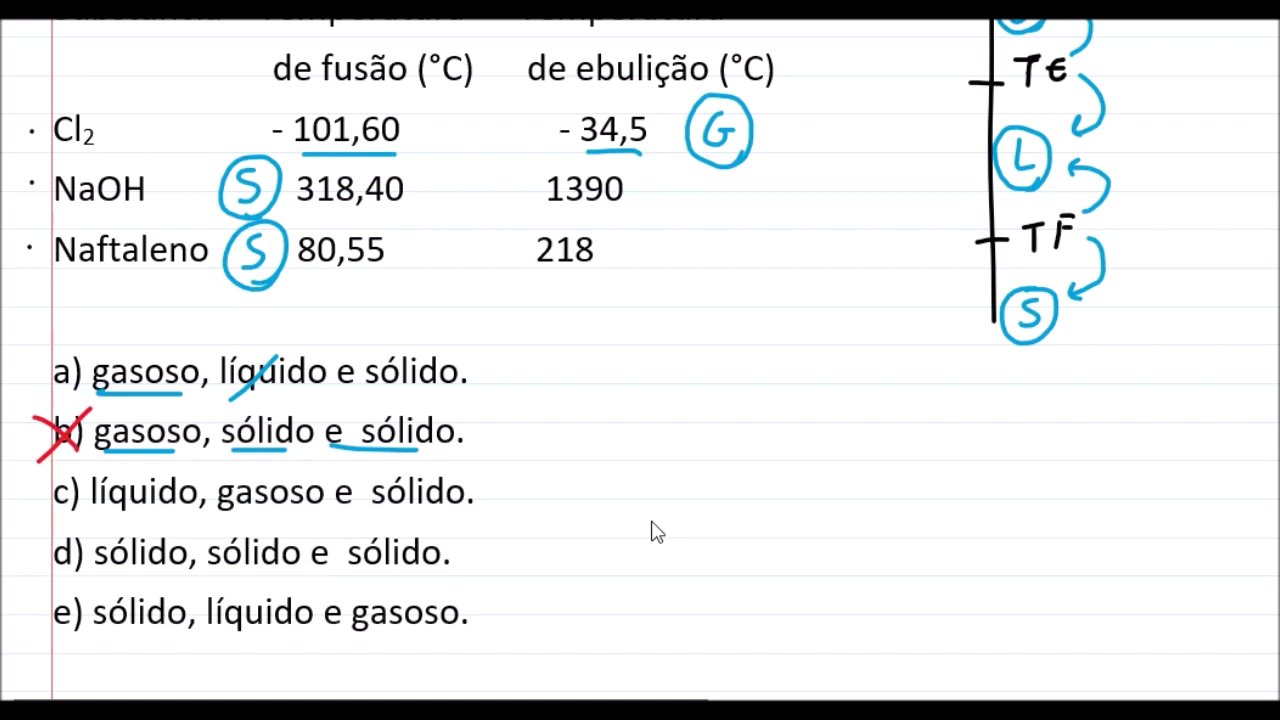 de fusão (°C) de ebulição (°C)
TE
· Cl₂ - 101,60 - 34,5 G
L
· NaOH S 318,40 1390
TF
· Naftaleno S 80,55 218
S
a) gasoso, líquido e sólido.
b) gasoso, sólido e sólido.
c) líquido, gasoso e sólido.
d) sólido, sólido e sólido.
e) sólido, líquido e gasoso.